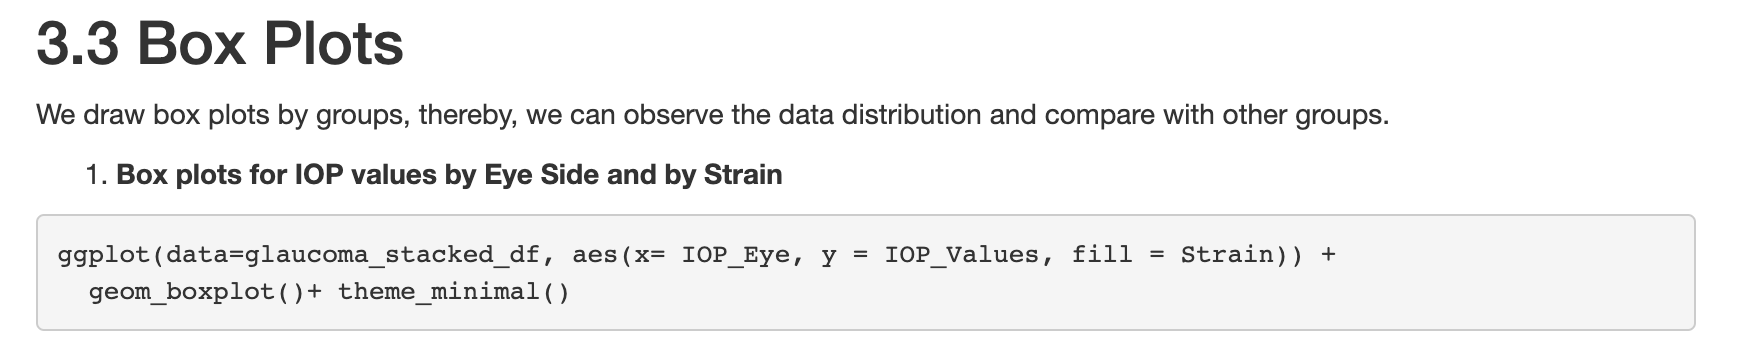 3.3 Box Plots
We draw box plots by groups, thereby, we can observe the data distribution and compare with other groups.
1. Box plots for IOP values by Eye Side and by Strain
ggplot(data=glaucoma_stacked_df, aes(x= IOP_Eye, y = IOP_Values, fill = Strain)) +
  geom_boxplot()+ theme_minimal()